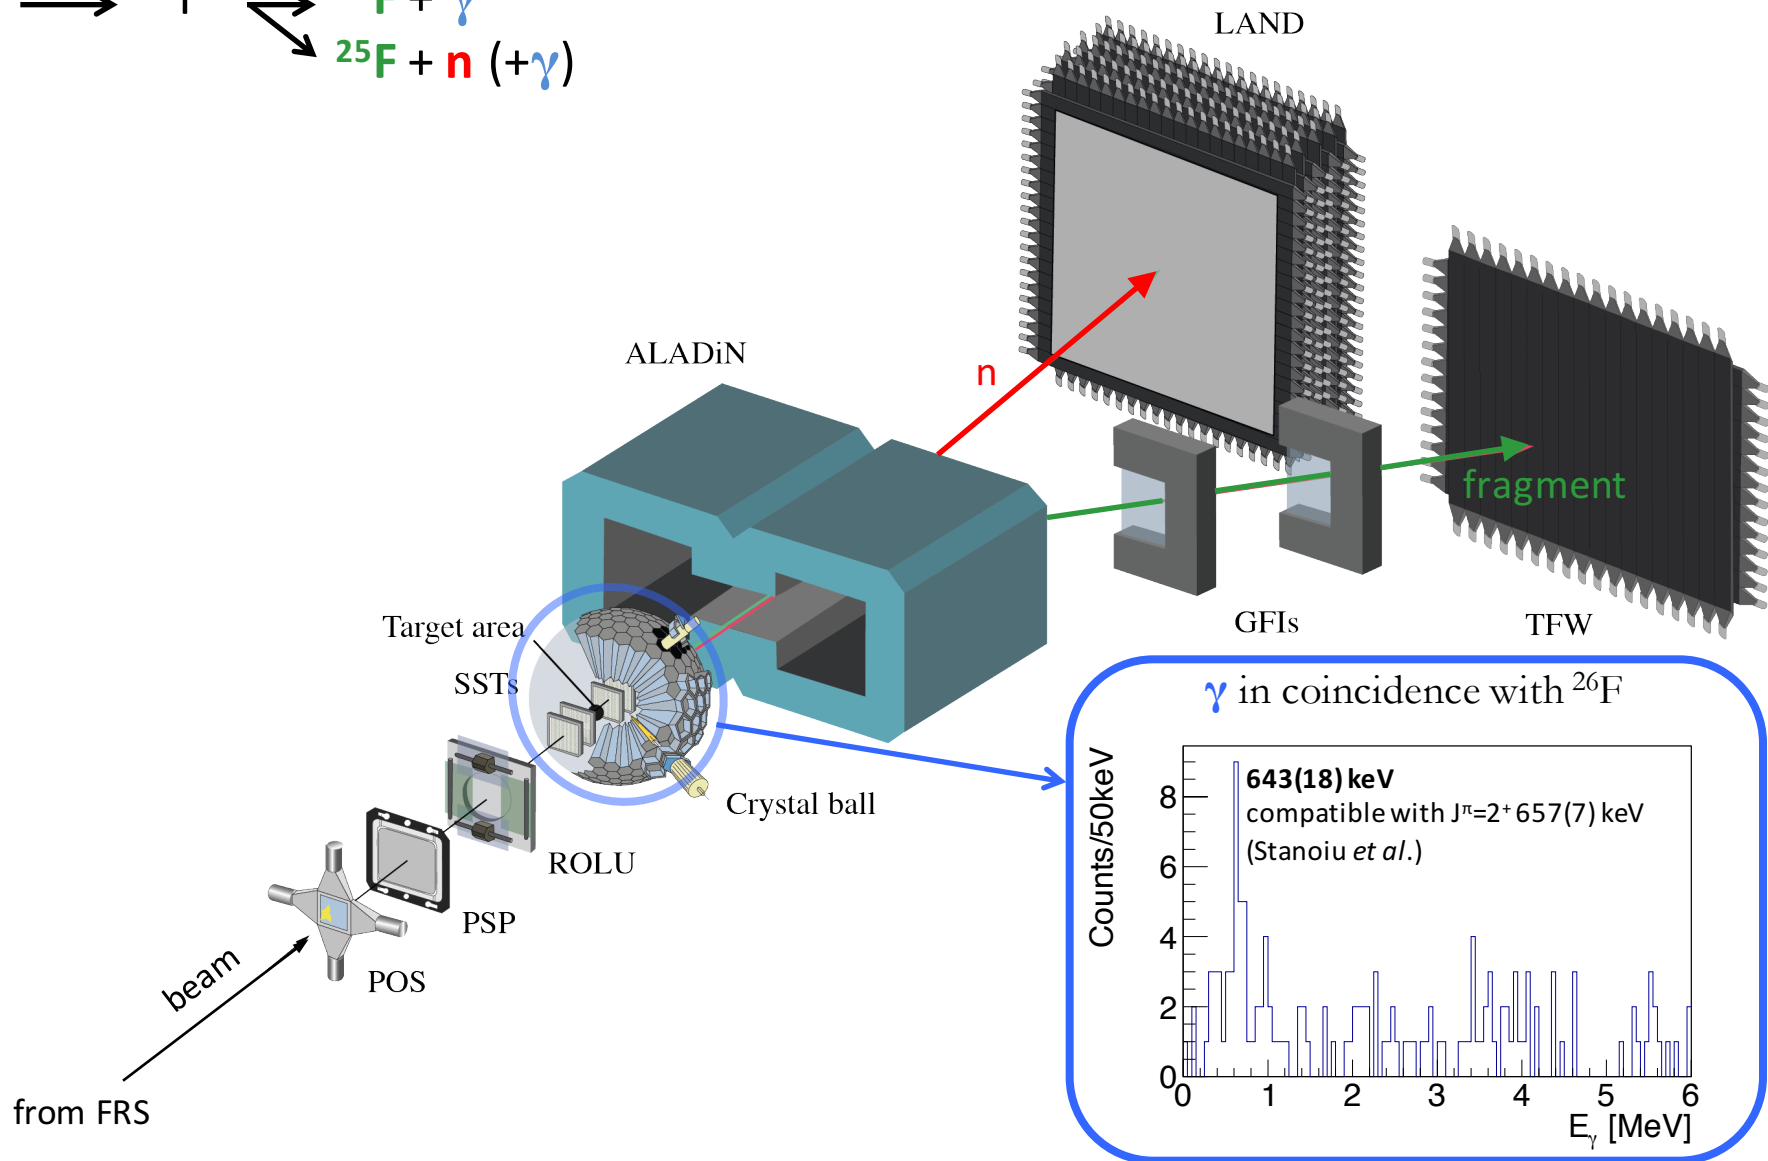 F + γ
²⁵F + n (+γ)
LAND
ALADiN
n
fragment
Target area
SSTs
GFIs
TFW
Crystal ball
ROLU
PSP
POS
beam
from FRS
γ in coincidence with ²⁶F
643(18) keV
compatible with Jᵖ=2⁺ 657(7) keV
(Stanoiu et al.)
Counts/50keV
8
6
4
2
0
0 1 2 3 4 5 6
Eᵧ [MeV]